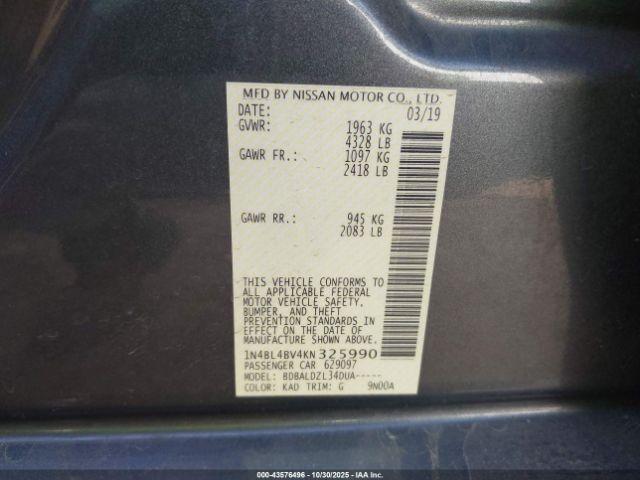 MFD BY NISSAN MOTOR CO., LTD.
DATE: 03/19
GVWR: 1963 KG
4328 LB
GAWR FR.: 1097 KG
2418 LB
GAWR RR.: 945 KG
2083 LB
THIS VEHICLE CONFORMS TO
ALL APPLICABLE FEDERAL
MOTOR VEHICLE SAFETY,
BUMPER, AND THEFT
PREVENTION STANDARDS IN
EFFECT ON THE DATE OF
MANUFACTURE SHOWN ABOVE.
1N4BL4BV4KN325990
PASSENGER CAR 629097
MODEL: BDBALDZL34DUA-----
COLOR: KAD TRIM: G 9N00A
000-43576496 - 10/30/2025 - IAA Inc.